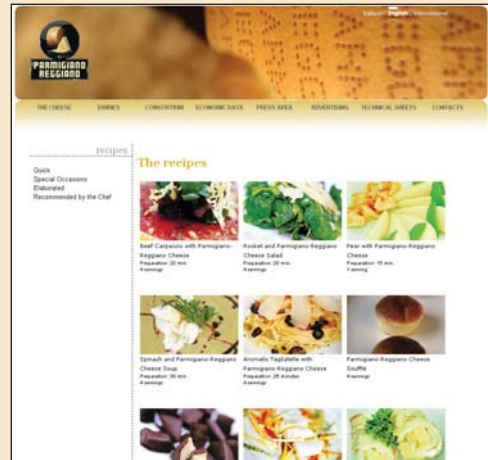 Italiano English International
PARMIGIANO
REGGIANO
THE CHEESE DAIRIES CONSORTIUM ECONOMIC DATA PRESS AREA ADVERTISING TECHNICAL SHEETS CONTACTS
recipes
Quick
Special Occasions
Elaborated
Recommended by the Chef
The recipes
Beef Carpaccio with Parmigiano-
Reggiano Cheese
Preparation: 20 min.
4 servings
Rocket and Parmigiano-Reggiano
Cheese Salad
Preparation: 20 min.
4 servings
Pear with Parmigiano-Reggiano
Cheese
Preparation: 15 min.
1 serving
Spinach and Parmigiano-Reggiano
Cheese Soup
Preparation: 30 min.
4 servings
Aromatic Tagliatelle with
Parmigiano-Reggiano Cheese
Preparation: 25 minutes
4 servings
Parmigiano-Reggiano Cheese
Soufflé
4 servings